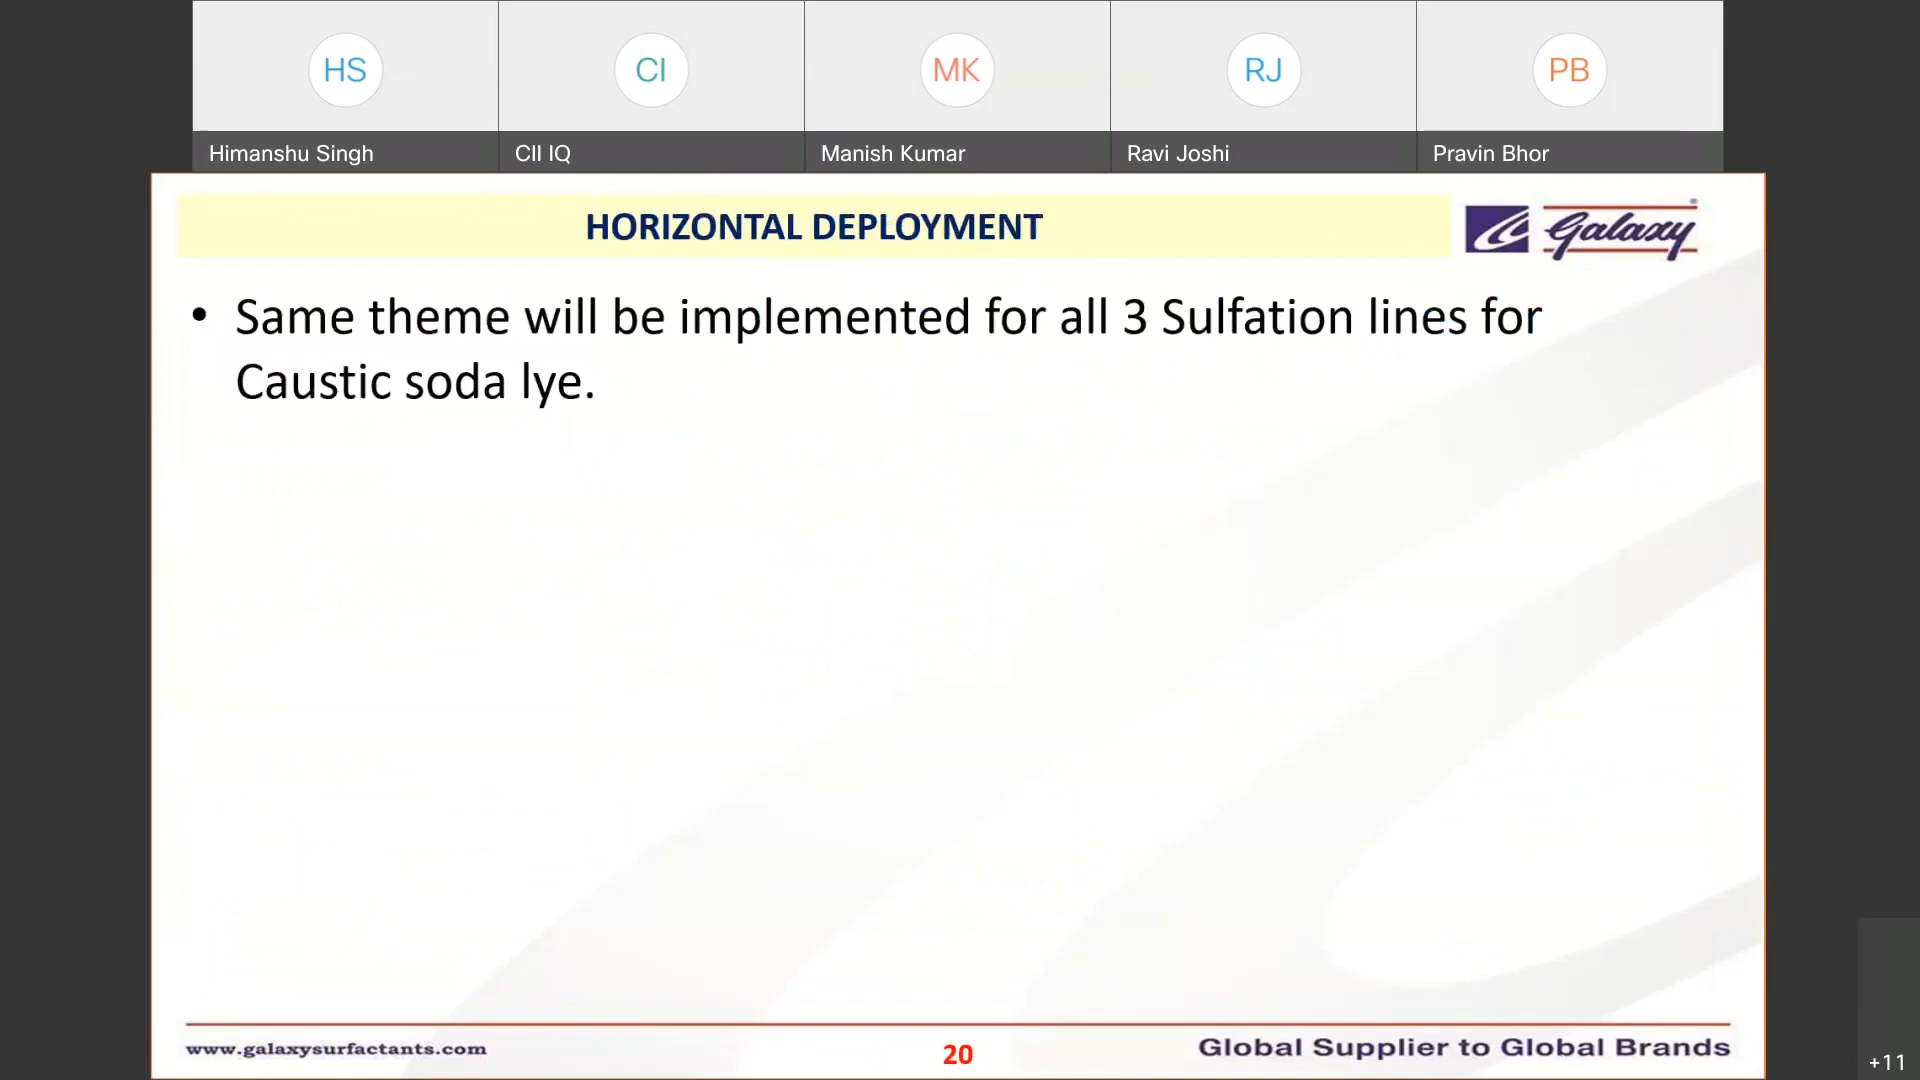 HS
CI
MK
RJ
PB
Himanshu Singh
CII IQ
Manish Kumar
Ravi Joshi
Pravin Bhor
HORIZONTAL DEPLOYMENT
Galaxy
• Same theme will be implemented for all 3 Sulfation lines for
Caustic soda lye.
www.galaxysurfactants.com
20
Global Supplier to Global Brands
+11